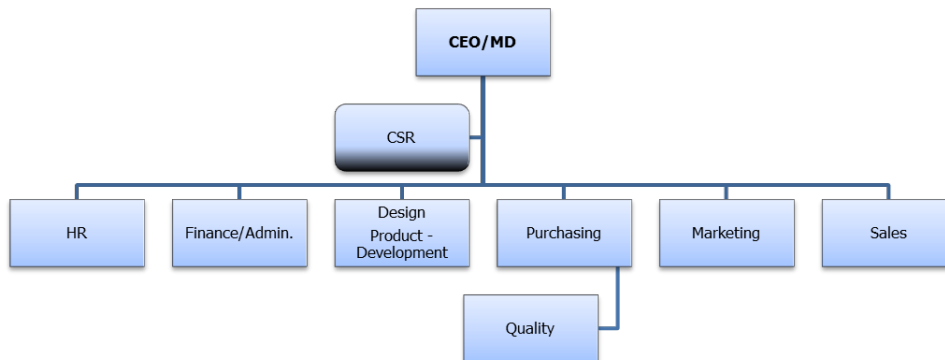 CEO/MD
CSR
HR
Finance/Admin.
Design
Product -
Development
Purchasing
Marketing
Sales
Quality